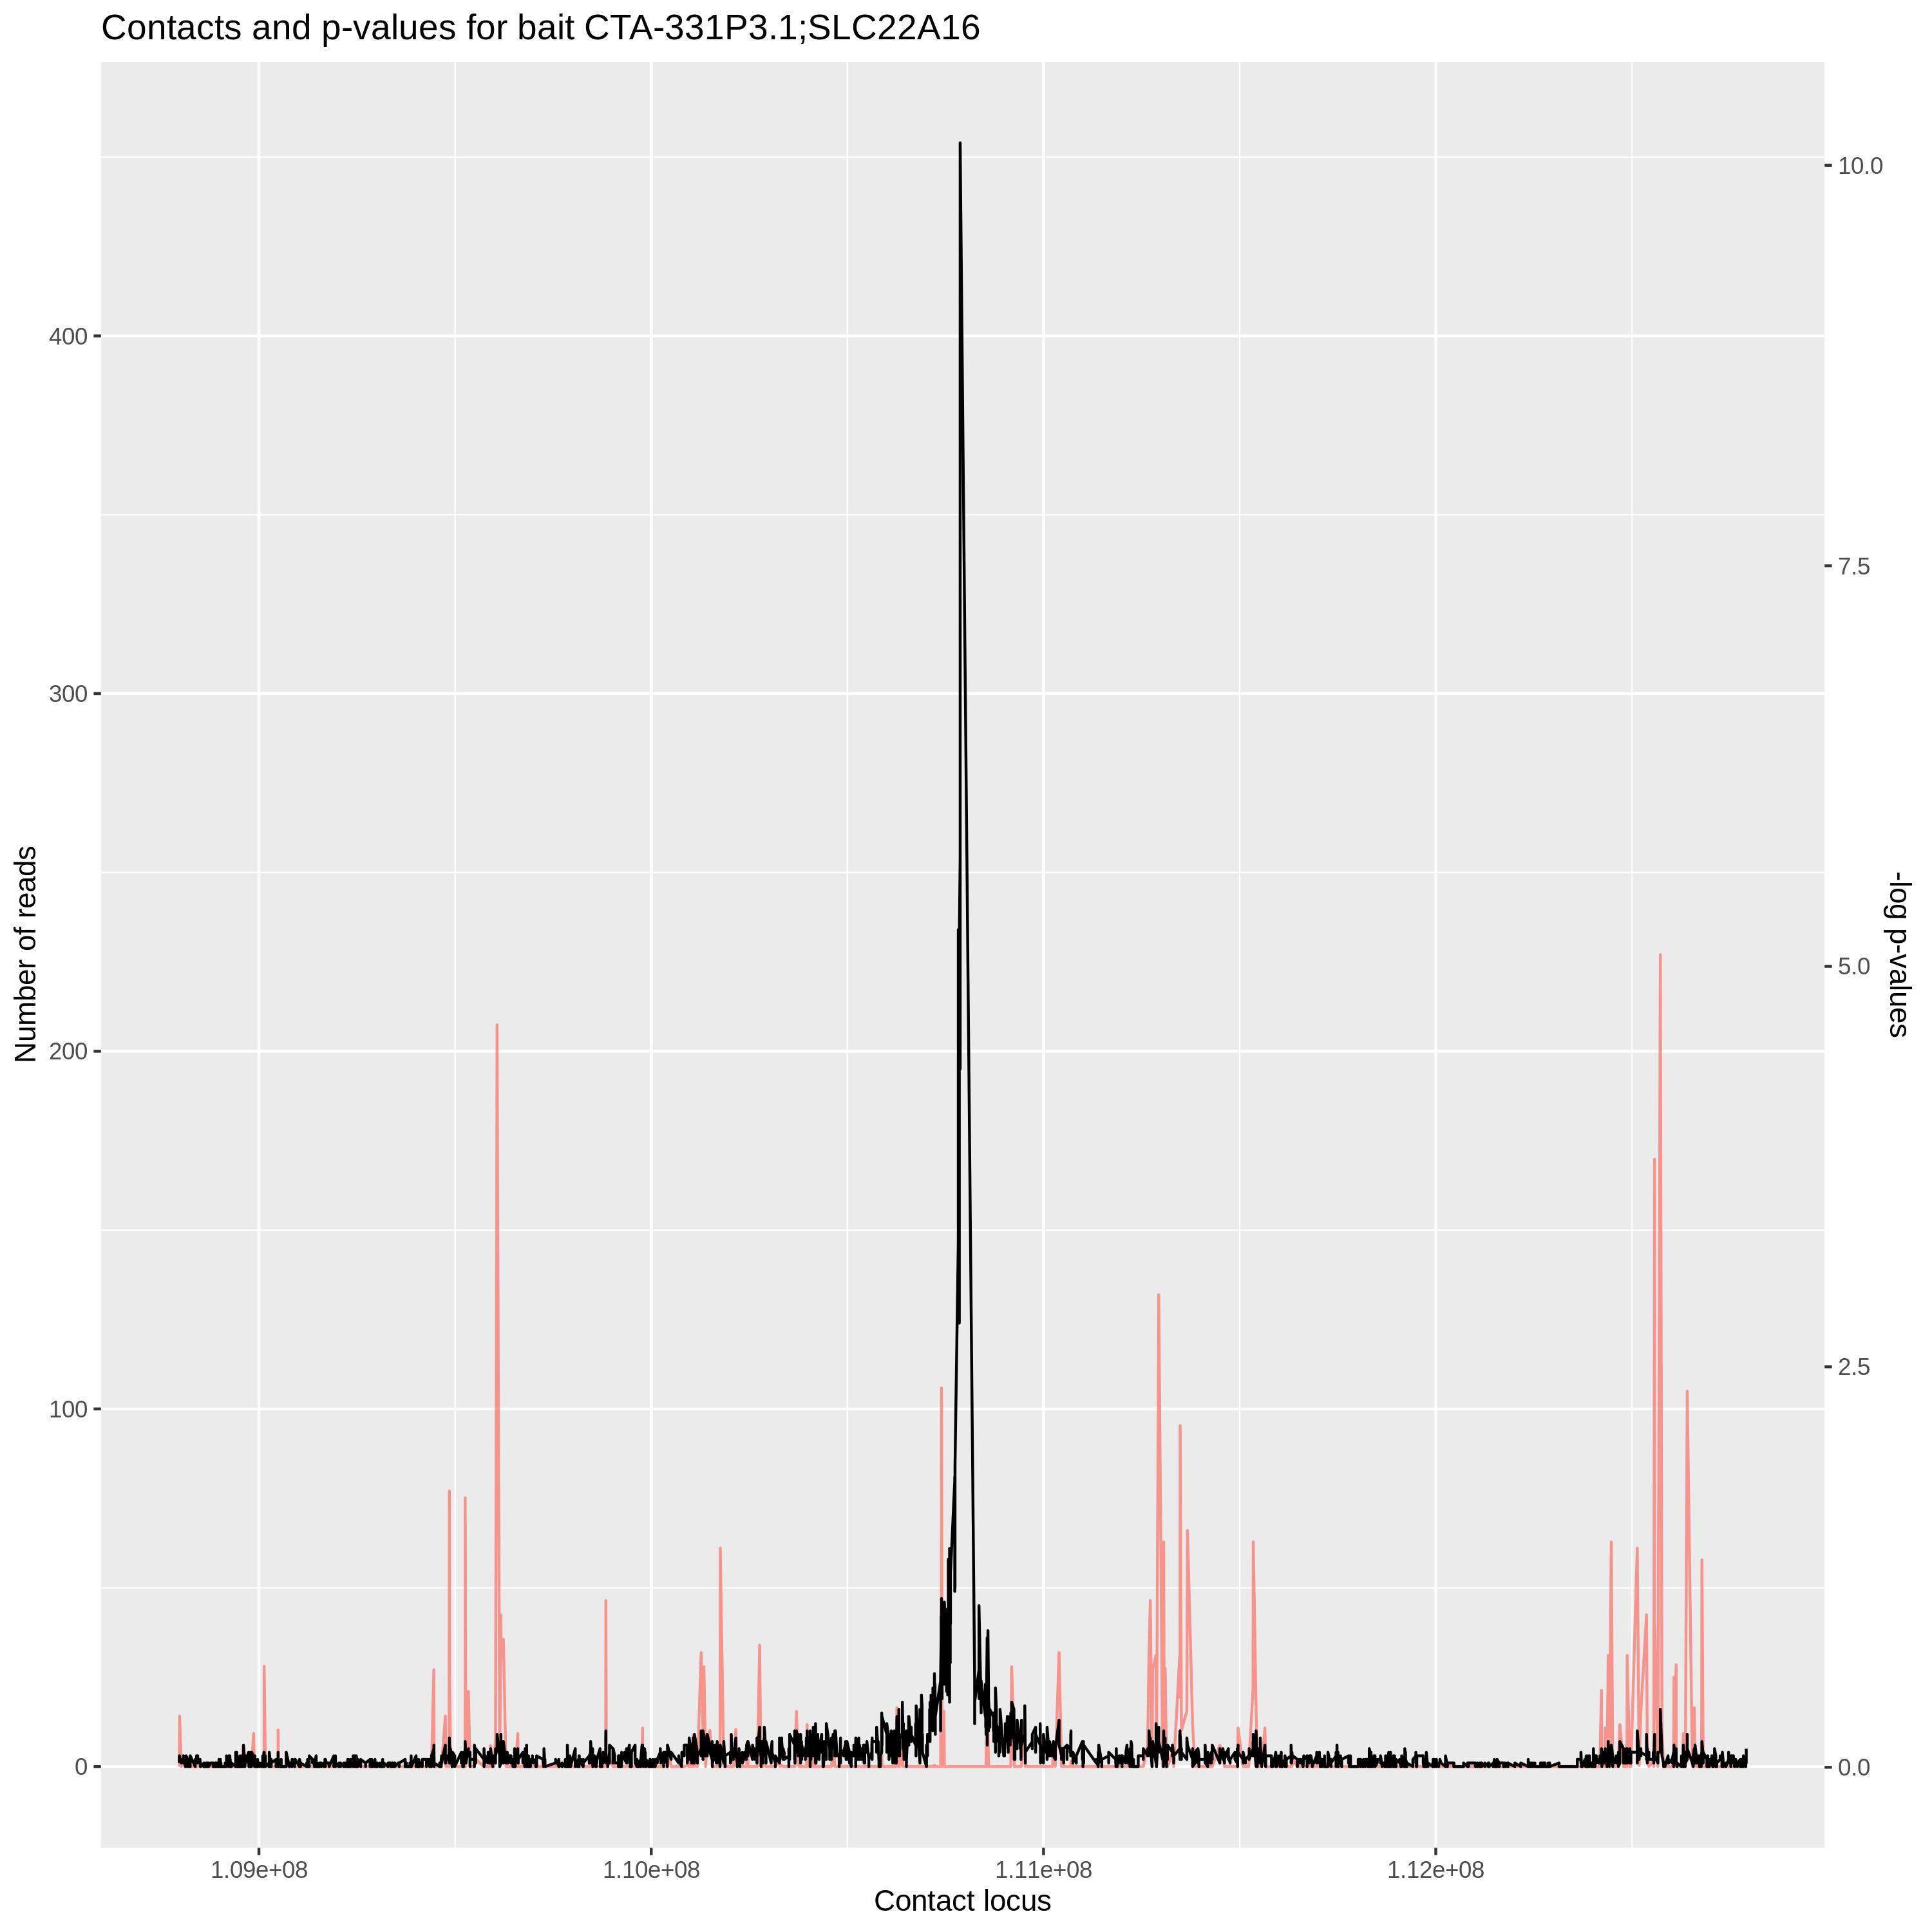 Contacts and p-values for bait CTA-331P3.1;SLC22A16
10.0
400
7.5
300
Number of reads
-log p-values
5.0
200
2.5
100
0
0.0
1.09e+08
1.10e+08
1.11e+08
1.12e+08
Contact locus